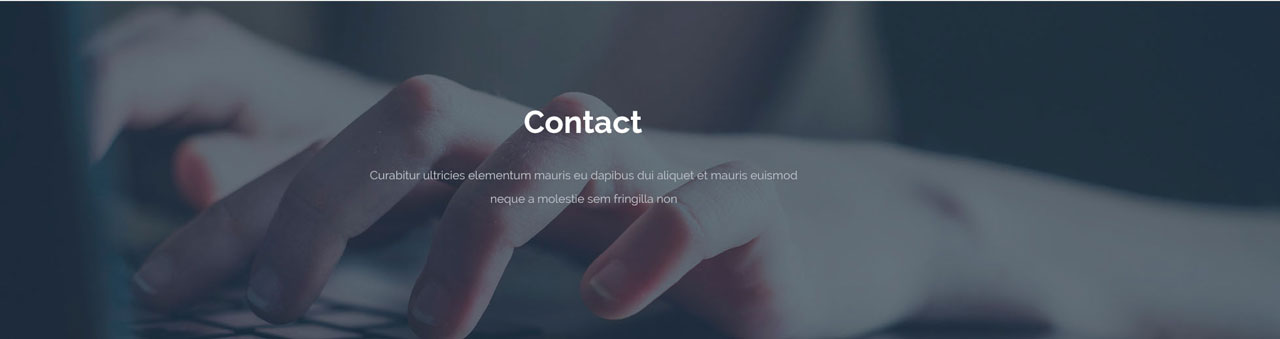 Contact
Curabitur ultricies elementum mauris eu dapibus dui aliquet et mauris euismod
neque a molestie sem fringilla non